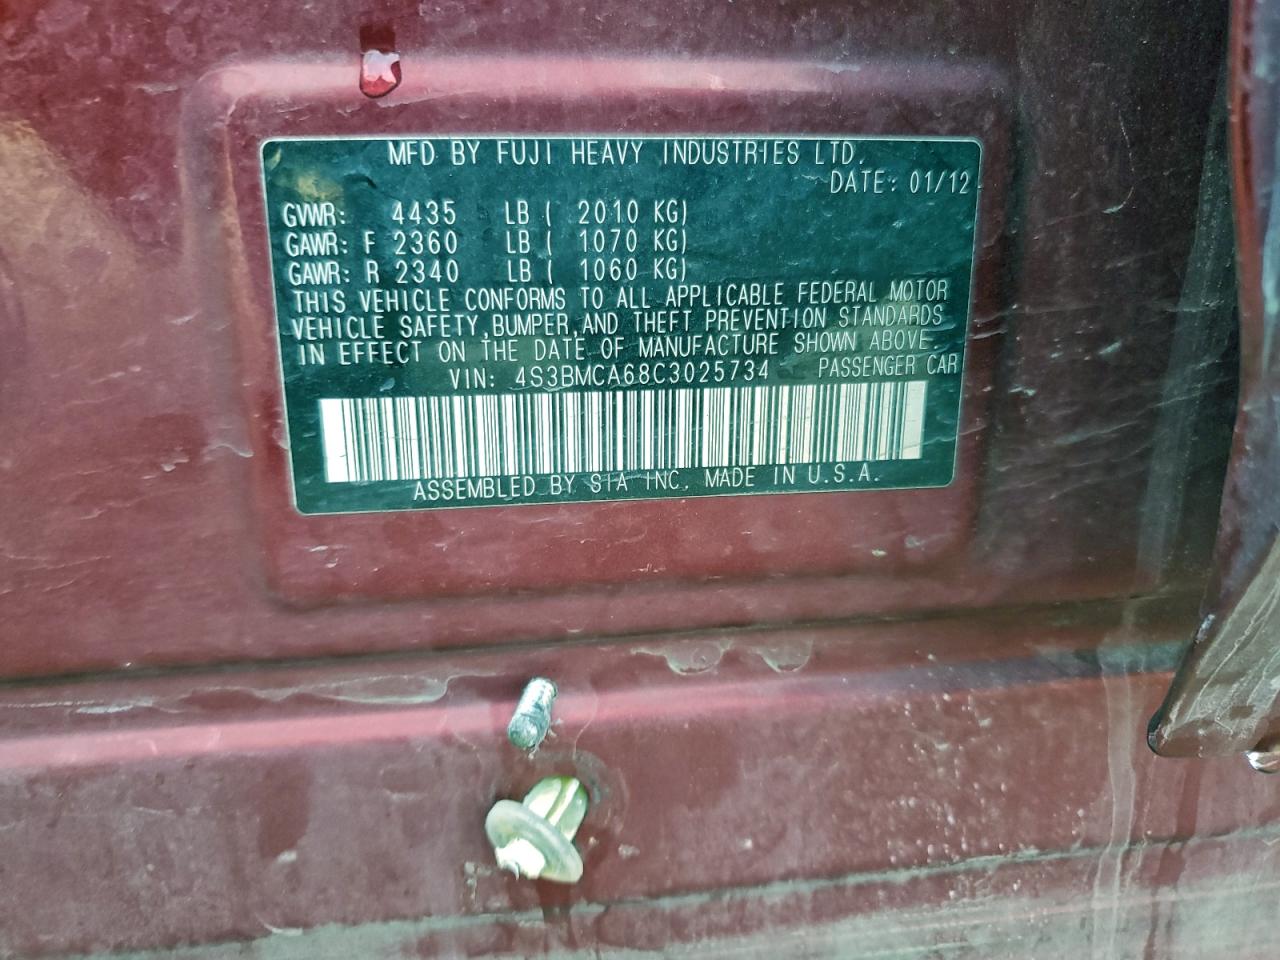 MFD BY FUJI HEAVY INDUSTRIES LTD.
DATE: 01/12
GVWR: 4435 LB ( 2010 KG)
GAWR: F 2360 LB ( 1070 KG)
GAWR: R 2340 LB ( 1060 KG)
THIS VEHICLE CONFORMS TO ALL APPLICABLE FEDERAL MOTOR
VEHICLE SAFETY,BUMPER,AND THEFT PREVENTION STANDARDS
IN EFFECT ON THE DATE OF MANUFACTURE SHOWN ABOVE
VIN: 4S3BMCA68C3025734 PASSENGER CAR
ASSEMBLED BY SIA INC. MADE IN U.S.A.